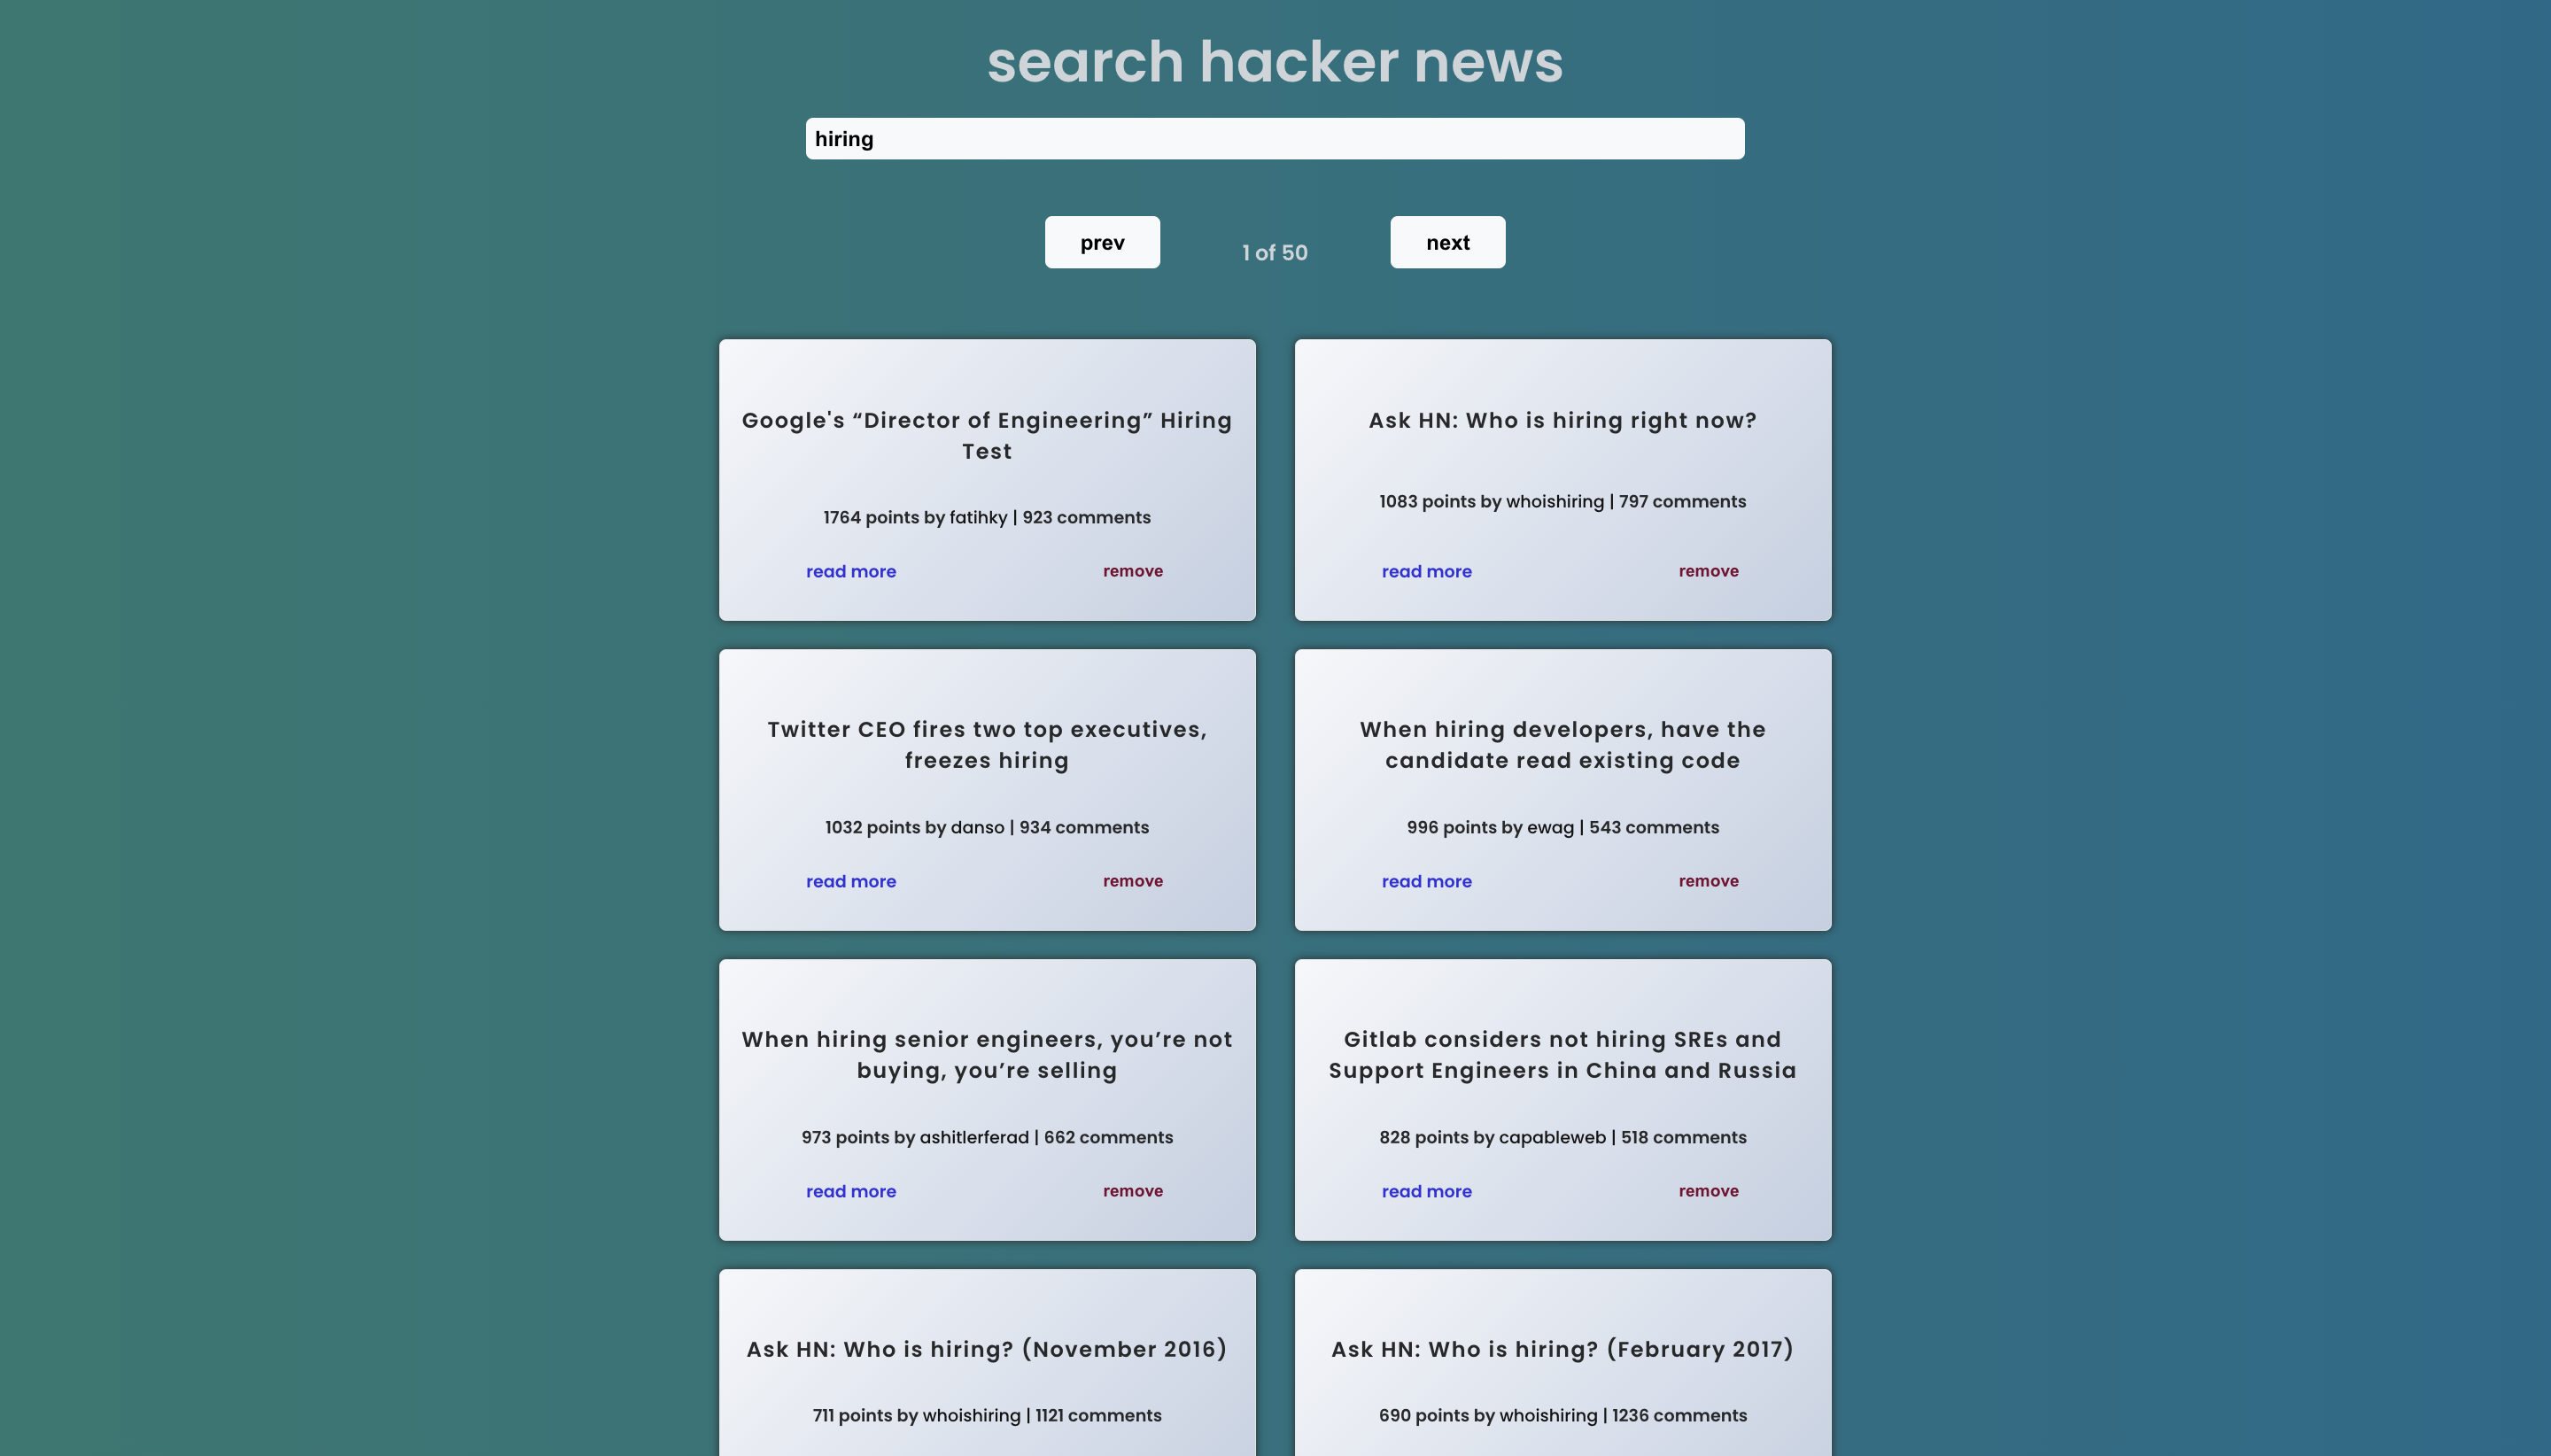 search hacker news
hiring
prev
1 of 50
next
Google's “Director of Engineering” Hiring
Test
1764 points by fatihky | 923 comments
read more
remove
Ask HN: Who is hiring right now?
1083 points by whoishiring | 797 comments
read more
remove
Twitter CEO fires two top executives,
freezes hiring
1032 points by danso | 934 comments
read more
remove
When hiring developers, have the
candidate read existing code
996 points by ewag | 543 comments
read more
remove
When hiring senior engineers, you’re not
buying, you’re selling
973 points by ashitlerferad | 662 comments
read more
remove
Gitlab considers not hiring SREs and
Support Engineers in China and Russia
828 points by capableweb | 518 comments
read more
remove
Ask HN: Who is hiring? (November 2016)
711 points by whoishiring | 1121 comments
Ask HN: Who is hiring? (February 2017)
690 points by whoishiring | 1236 comments